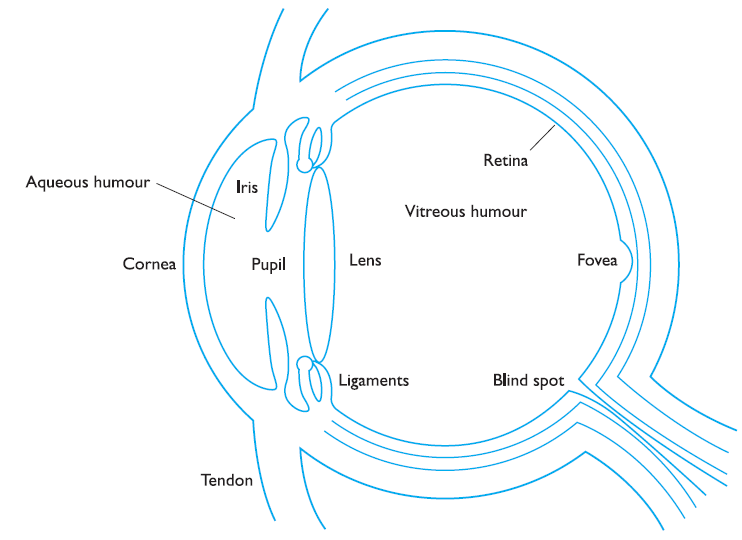 Retina
Aqueous humour
Iris
Vitreous humour
Cornea
Pupil
Lens
Fovea
Ligaments
Blind spot
Tendon